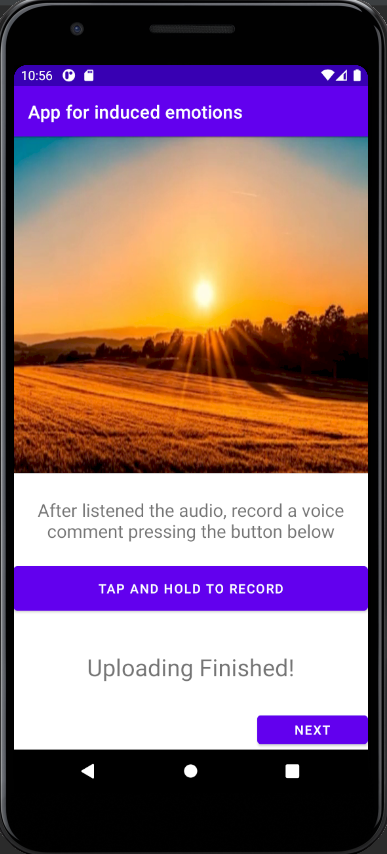 10:56
App for induced emotions
After listened the audio, record a voice
comment pressing the button below
TAP AND HOLD TO RECORD
Uploading Finished!
NEXT